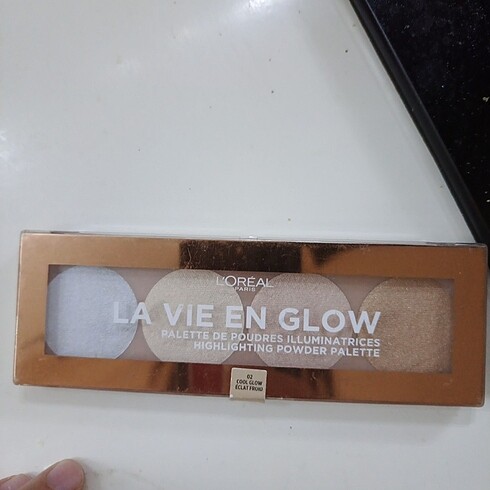 L'ORÉAL
PARIS
LA VIE EN GLOW
PALETTE DE POUDRES ILLUMINATRICES
HIGHLIGHTING POWDER PALETTE
02
COOL GLOW
ÉCLAT FROID